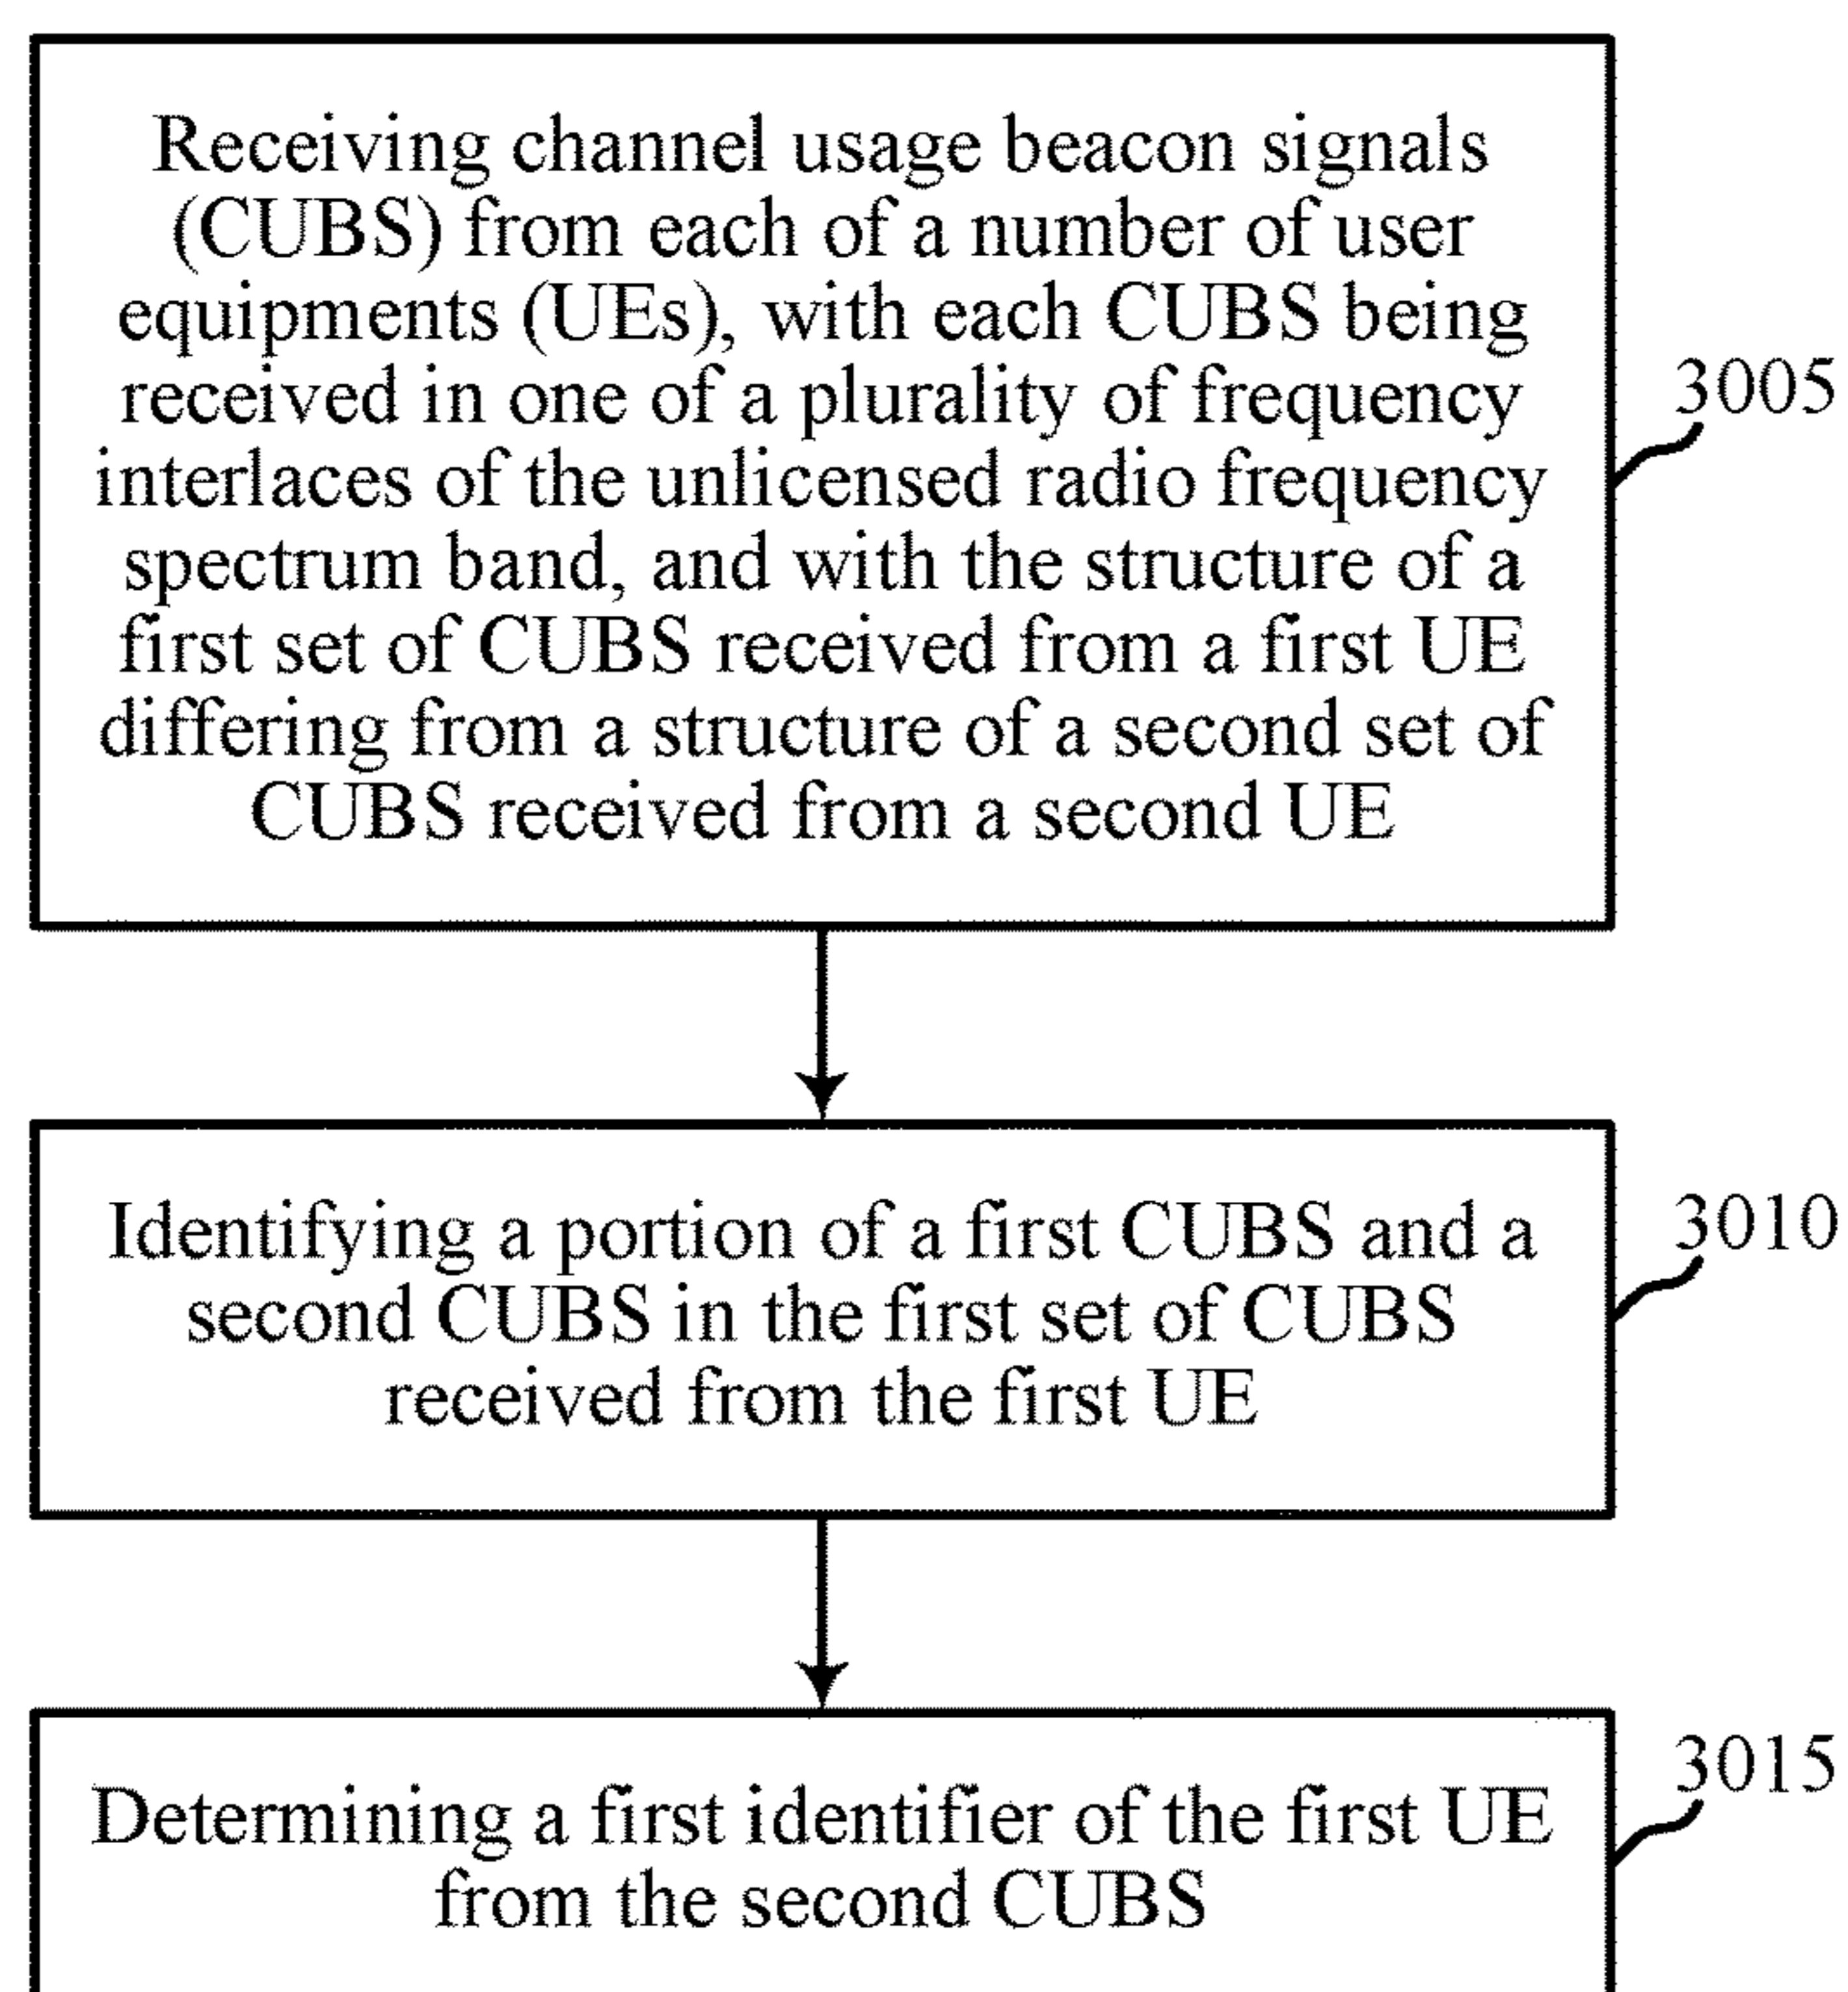 Receiving channel usage beacon signals
(CUBS) from each of a number of user
equipments (UEs), with each CUBS being
received in one of a plurality of frequency
interlaces of the unlicensed radio frequency
spectrum band, and with the structure of a
first set of CUBS received from a first UE
differing from a structure of a second set of
CUBS received from a second UE
3005
Identifying a portion of a first CUBS and a
second CUBS in the first set of CUBS
received from the first UE
3010
Determining a first identifier of the first UE
from the second CUBS
3015